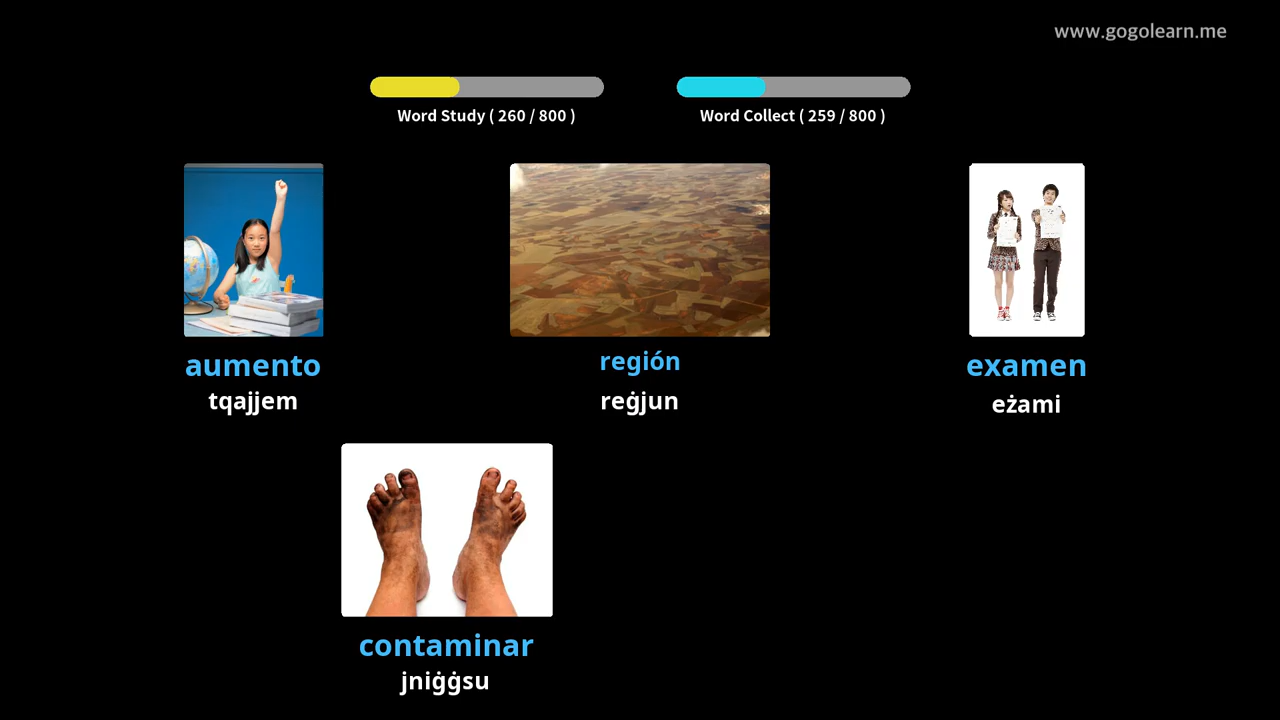 www.gogolearn.me
Word Study ( 260 / 800 )
Word Collect ( 259 / 800 )
aumento
tqajjem
región
reġjun
examen
eżami
contaminar
jniġġsu